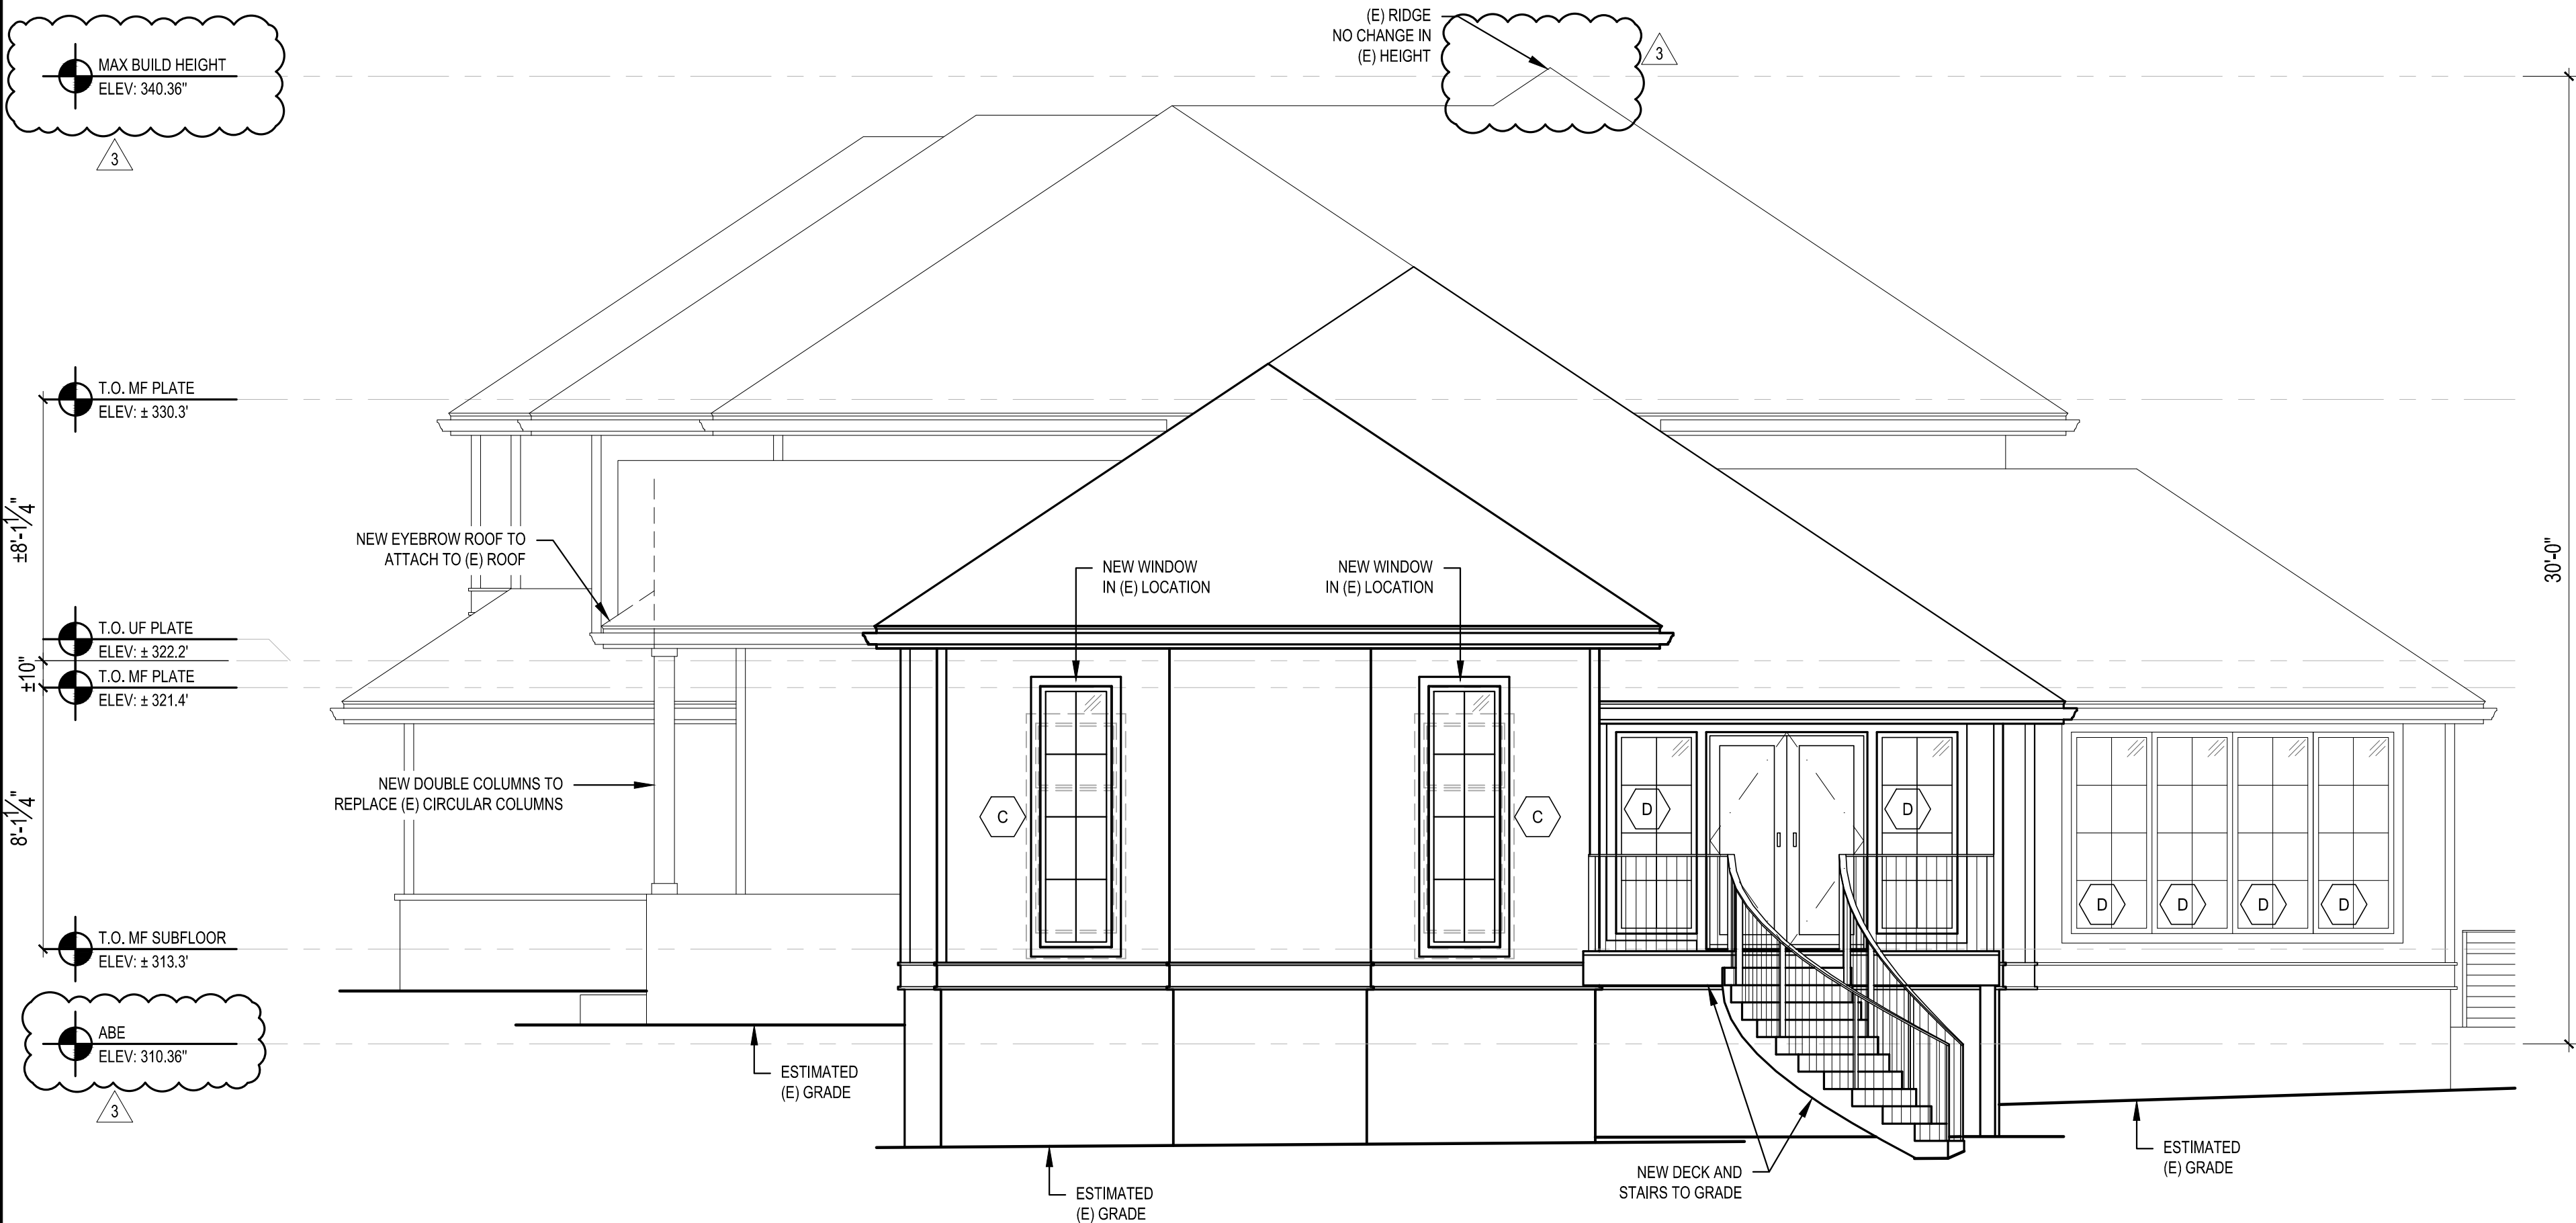 (E) RIDGE
NO CHANGE IN
(E) HEIGHT
3
MAX BUILD HEIGHT
ELEV: 340.36"
3
T.O. MF PLATE
ELEV: ± 330.3'
±8'-1 1/4"
NEW EYEBROW ROOF TO
ATTACH TO (E) ROOF
NEW WINDOW
IN (E) LOCATION
NEW WINDOW
IN (E) LOCATION
30'-0"
T.O. UF PLATE
ELEV: ± 322.2'
±10"
T.O. MF PLATE
ELEV: ± 321.4'
NEW DOUBLE COLUMNS TO
REPLACE (E) CIRCULAR COLUMNS
8'-1 1/4"
C
C
D
D
D
D
D
D
T.O. MF SUBFLOOR
ELEV: ± 313.3'
ABE
ELEV: 310.36"
3
ESTIMATED
(E) GRADE
ESTIMATED
(E) GRADE
NEW DECK AND
STAIRS TO GRADE
ESTIMATED
(E) GRADE